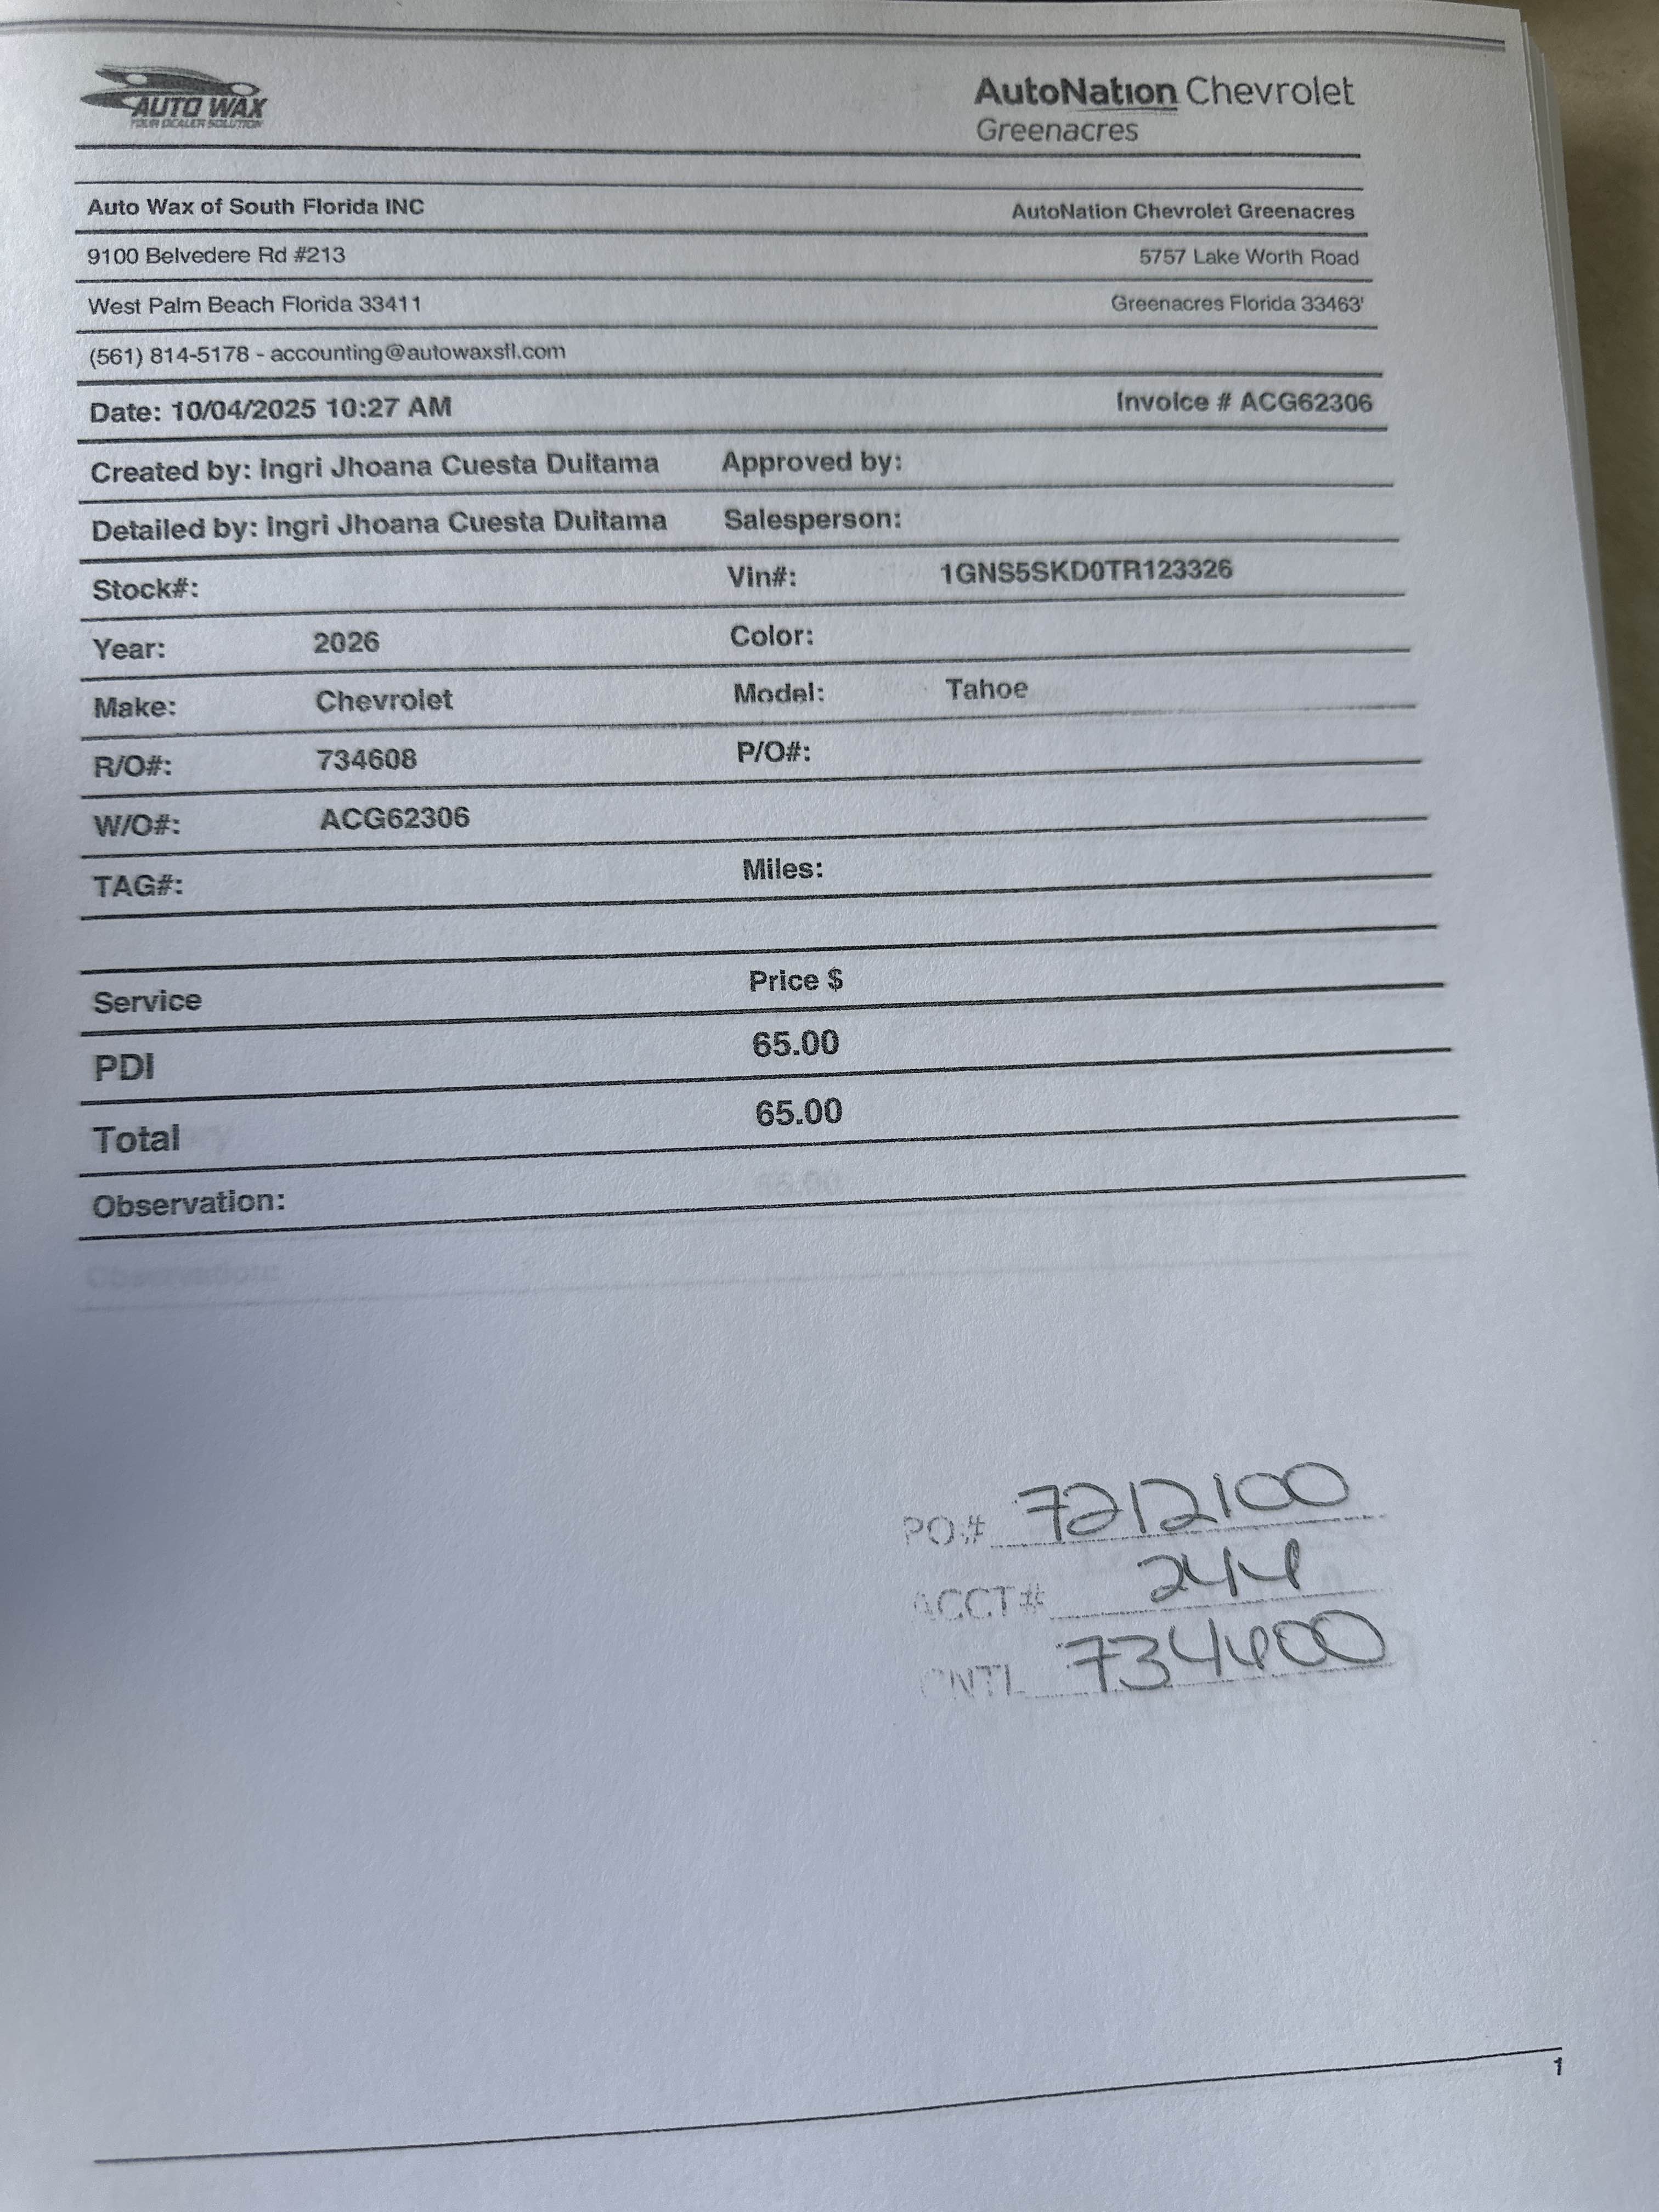 AUTO WAX
YOUR DEALER SOLUTION
AutoNation Chevrolet
Greenacres
Auto Wax of South Florida INC
AutoNation Chevrolet Greenacres
9100 Belvedere Rd #213
5757 Lake Worth Road
West Palm Beach Florida 33411
Greenacres Florida 33463'
(561) 814-5178 - accounting@autowaxsfl.com
Date: 10/04/2025 10:27 AM
Invoice # ACG62306
Created by: Ingri Jhoana Cuesta Duitama Approved by:
Detailed by: Ingri Jhoana Cuesta Duitama Salesperson:
Stock#: Vin#: 1GNS5SKD0TR123326
Year: 2026 Color:
Make: Chevrolet Model: Tahoe
R/O#: 734608 P/O#:
W/O#: ACG62306
TAG#: Miles:
Service Price $
PDI 65.00
Total 65.00
Observation:
PO# 7212100
ACCT# 244
CNTL
1